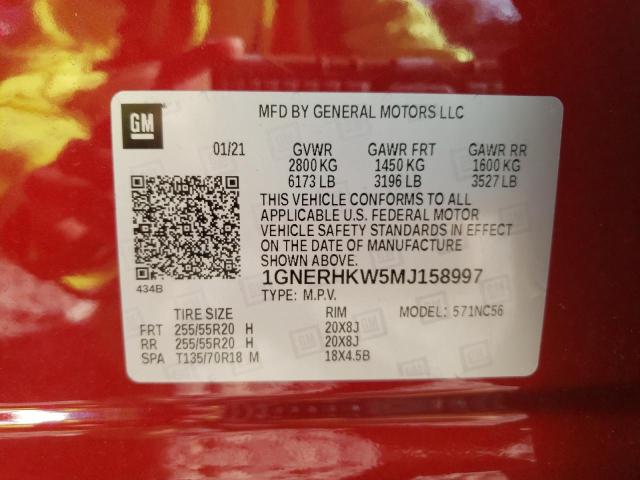 GM
MFD BY GENERAL MOTORS LLC
01/21 GVWR GAWR FRT GAWR RR
2800 KG 1450 KG 1600 KG
6173 LB 3196 LB 3527 LB
THIS VEHICLE CONFORMS TO ALL
APPLICABLE U.S. FEDERAL MOTOR
VEHICLE SAFETY STANDARDS IN EFFECT
ON THE DATE OF MANUFACTURE
SHOWN ABOVE.
434B
1GNERHKW5MJ158997
TYPE: M.P.V. MODEL: 571NC56
TIRE SIZE RIM
FRT 255/55R20 H 20X8J
RR 255/55R20 H 20X8J
SPA T135/70R18 M 18X4.5B